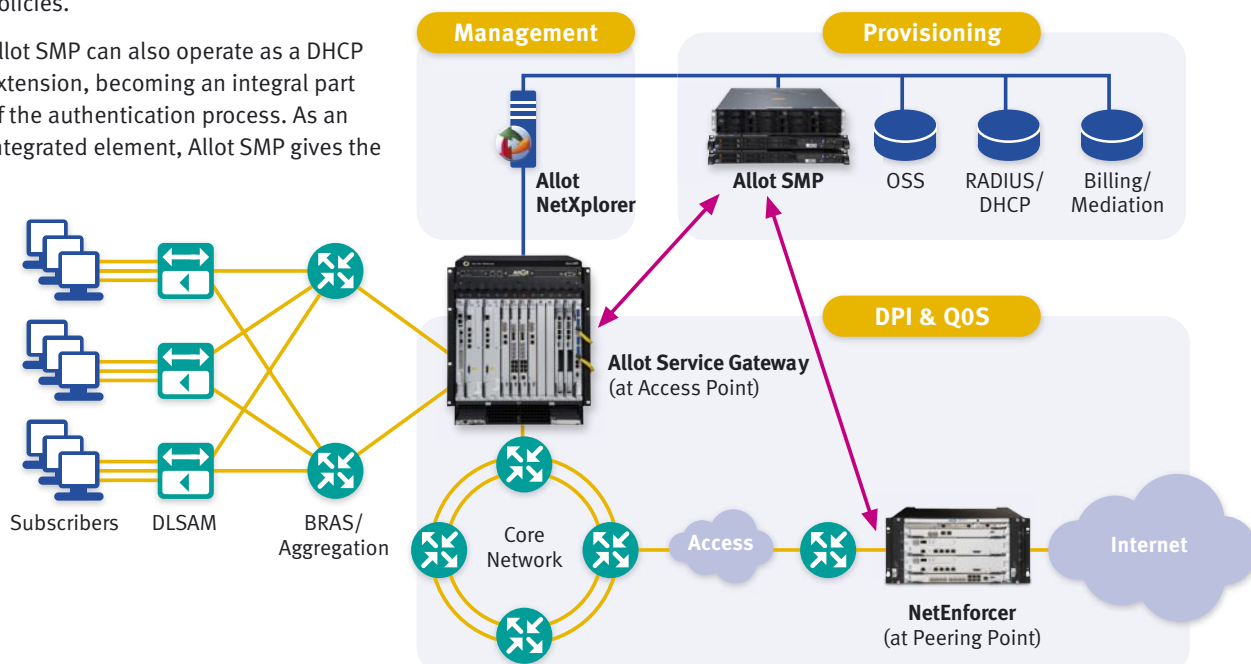 olicies.
llot SMP can also operate as a DHCP
xtension, becoming an integral part
f the authentication process. As an
ntegrated element, Allot SMP gives the
Management
Provisioning
Allot
NetXplorer
Allot SMP
OSS
RADIUS/
DHCP
Billing/
Mediation
DPI & Q0S
Allot Service Gateway
(at Access Point)
Subscribers
DLSAM
BRAS/
Aggregation
Core
Network
Access
Internet
NetEnforcer
(at Peering Point)